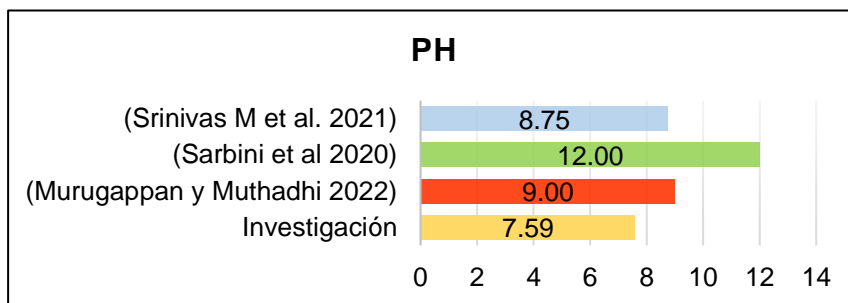 PH
(Srinivas M et al. 2021)
8.75
(Sarbini et al 2020)
12.00
(Murugappan y Muthadhi 2022)
9.00
Investigación
7.59
0 2 4 6 8 10 12 14